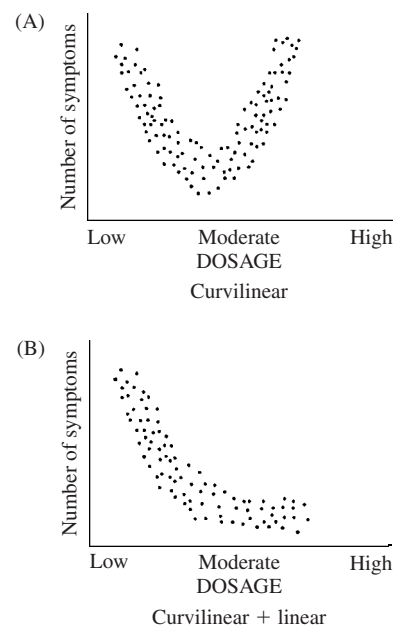 (A)
Number of symptoms
Low Moderate High
DOSAGE
Curvilinear
(B)
Number of symptoms
Low Moderate High
DOSAGE
Curvilinear + linear